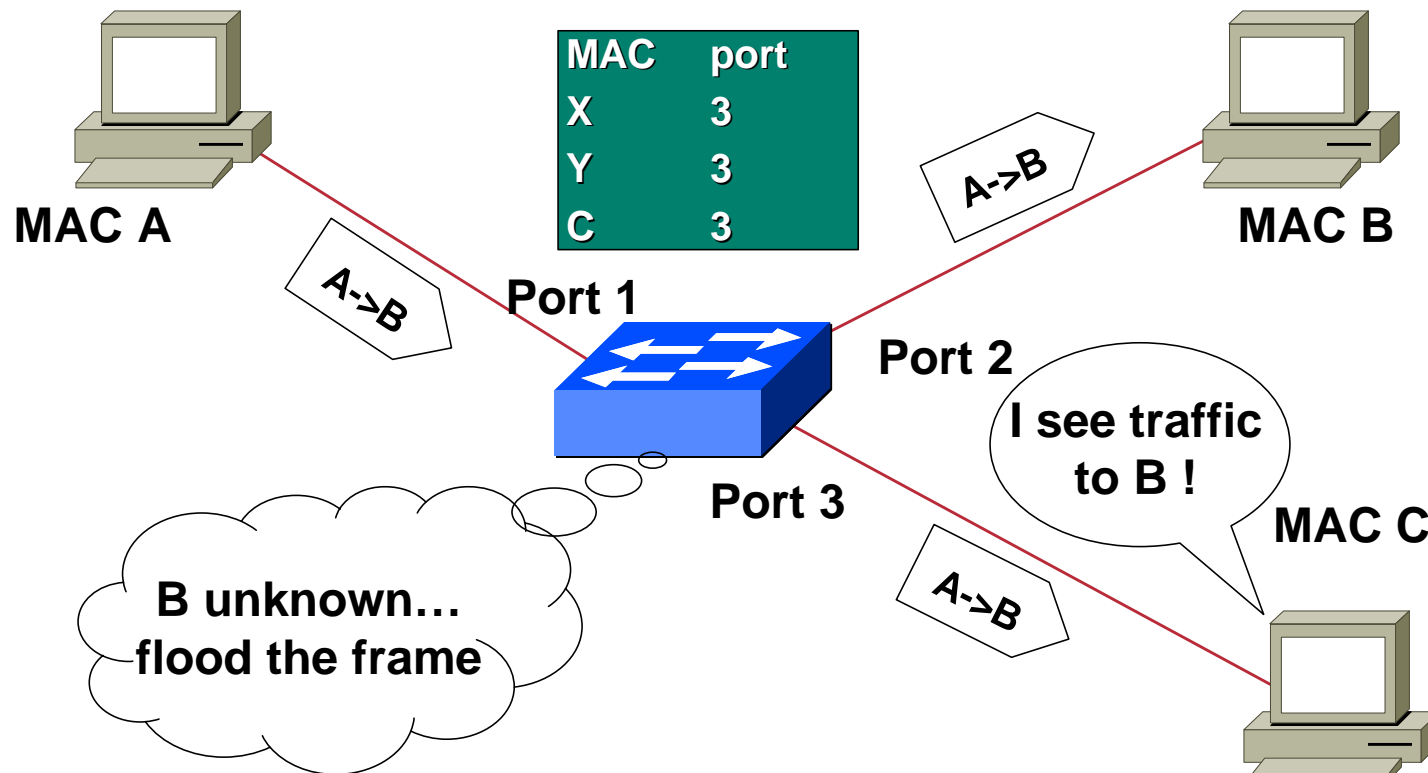 MAC port
X 3
Y 3
C 3
MAC A
MAC B
A->B
A->B
Port 1
Port 2
I see traffic
to B !
Port 3
MAC C
A->B
B unknown…
flood the frame